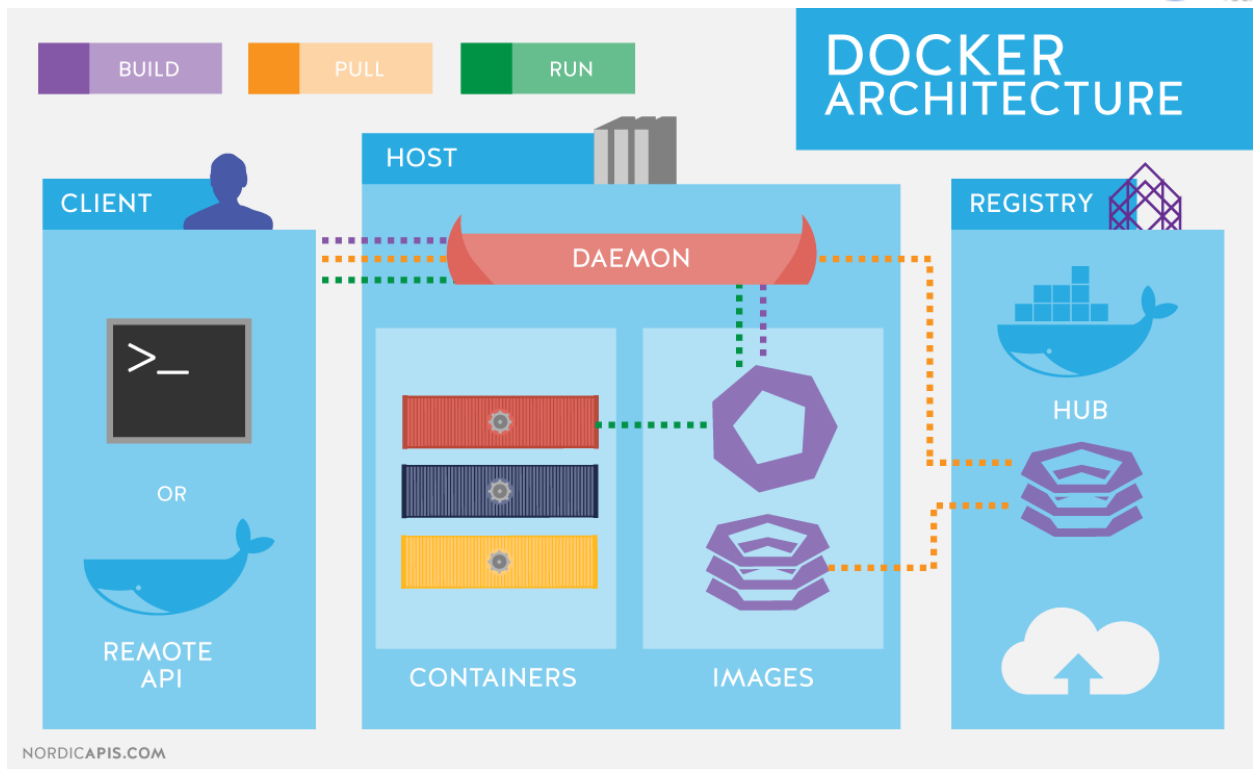 BUILD
PULL
RUN
DOCKER
ARCHITECTURE
HOST
CLIENT
REGISTRY
DAEMON
>_
HUB
OR
REMOTE
API
CONTAINERS
IMAGES
NORDICAPIS.COM